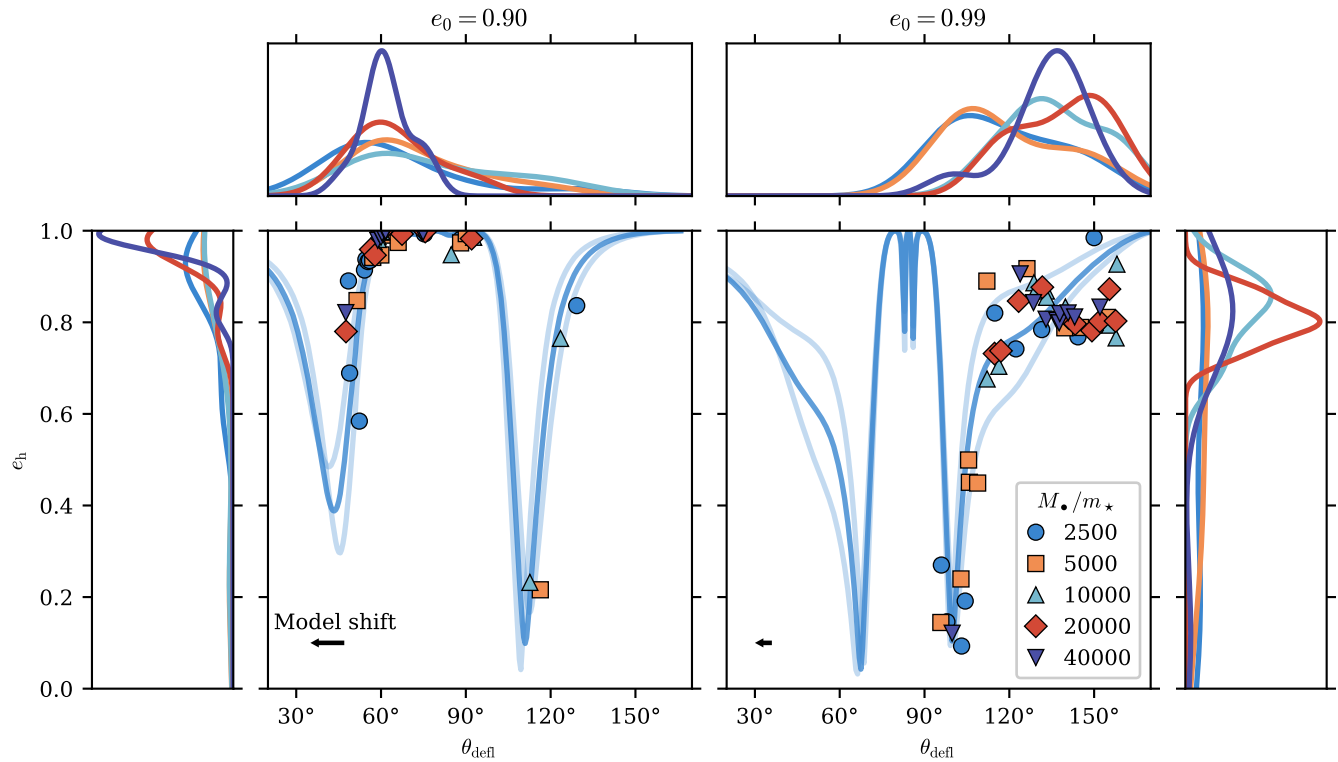 e₀ = 0.90
e₀ = 0.99
1.0
0.8
0.6
0.4
0.2
0.0
e_h
Model shift
M_•/m_⋆
2500
5000
10000
20000
40000
30° 60° 90° 120° 150°
30° 60° 90° 120° 150°
θ_defl
θ_defl